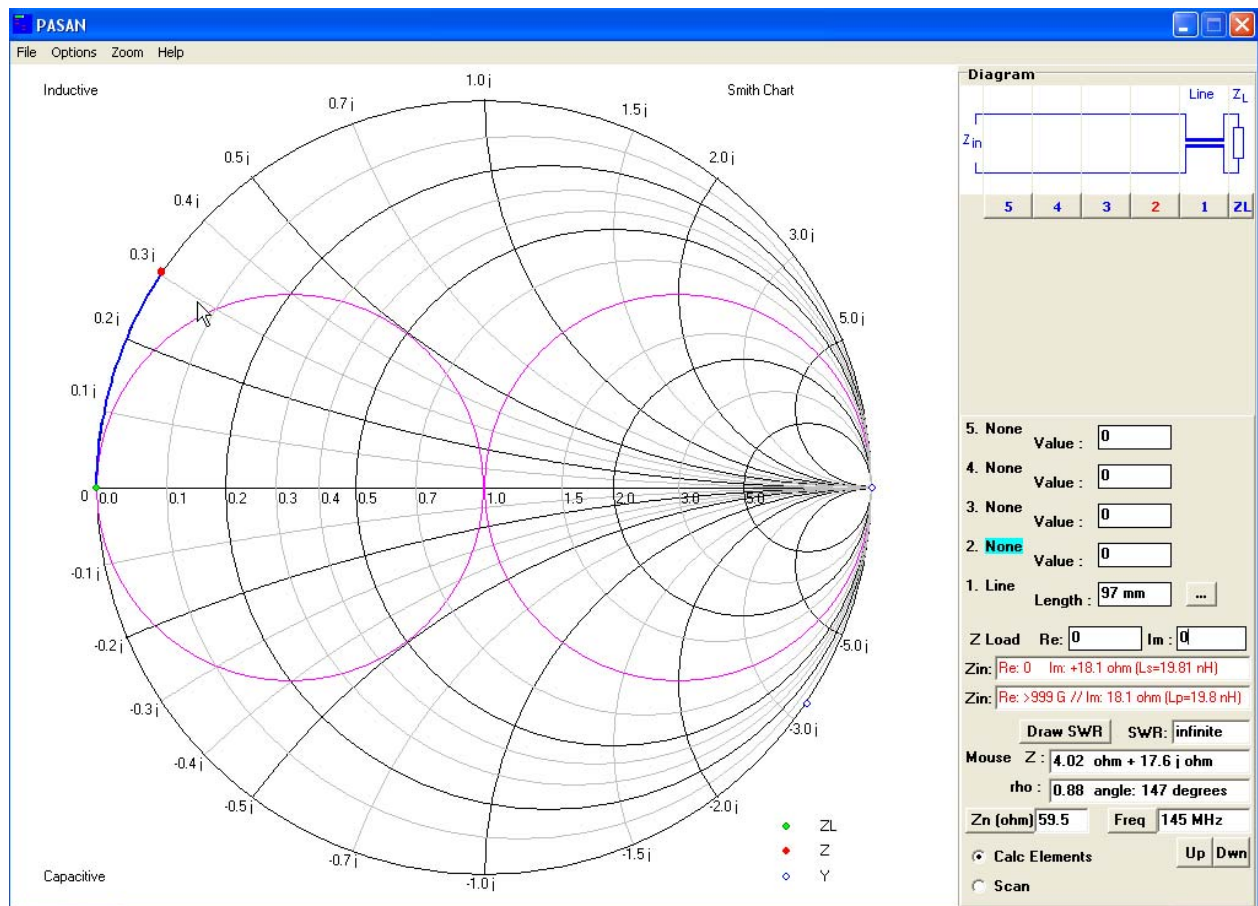 PASAN
File Options Zoom Help
Inductive
Smith Chart
1.0 j
0.7 j
1.5 j
0.5 j
2.0 j
0.4 j
3.0 j
0.3 j
0.2 j
5.0 j
0.1 j
0 0.0 0.1 0.2 0.3 0.4 0.5 0.7 1.0 1.5 2.0 3.0 5.0
-0.1 j
-0.2 j
-5.0 j
-0.3 j
-3.0 j
-0.4 j
-0.5 j
-2.0 j
-0.7 j
-1.5 j
-1.0 j
ZL
Z
Y
Capacitive
Diagram
Line ZL
Zin
5 4 3 2 1 ZL
5. None Value : 0
4. None Value : 0
3. None Value : 0
2. None Value : 0
1. Line Length : 97 mm ...
Z Load Re: 0 Im : 0
Zin: Re: 0 Im: +18.1 ohm (Ls=19.81 nH)
Zin: Re: >999 G // Im: 18.1 ohm (Lp=19.8 nH)
Draw SWR SWR: infinite
Mouse Z : 4.02 ohm + 17.6 j ohm
rho : 0.88 angle: 147 degrees
Zn (ohm) 59.5 Freq 145 MHz
Calc Elements Up Dwn
Scan